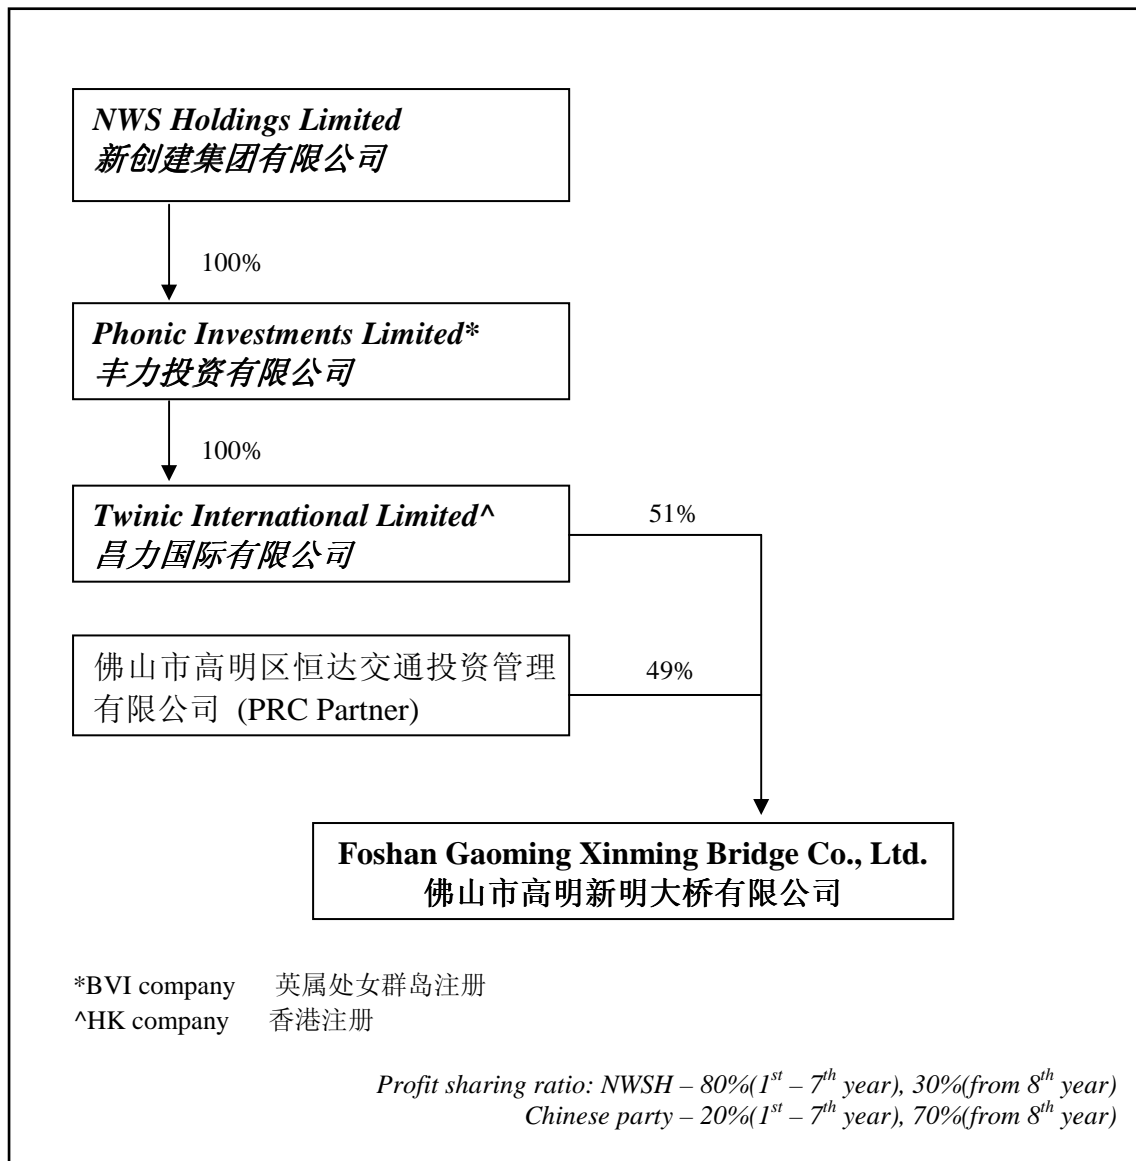 NWS Holdings Limited
新创建集团有限公司
100%
Phonic Investments Limited*
丰力投资有限公司
100%
Twinic International Limited^
昌力国际有限公司
51%
佛山市高明区恒达交通投资管理
有限公司 (PRC Partner)
49%
Foshan Gaoming Xinming Bridge Co., Ltd.
佛山市高明新明大桥有限公司
*BVI company 英属处女群岛注册
^HK company 香港注册
Profit sharing ratio: NWSH – 80%(1st – 7th year), 30%(from 8th year)
Chinese party – 20%(1st – 7th year), 70%(from 8th year)